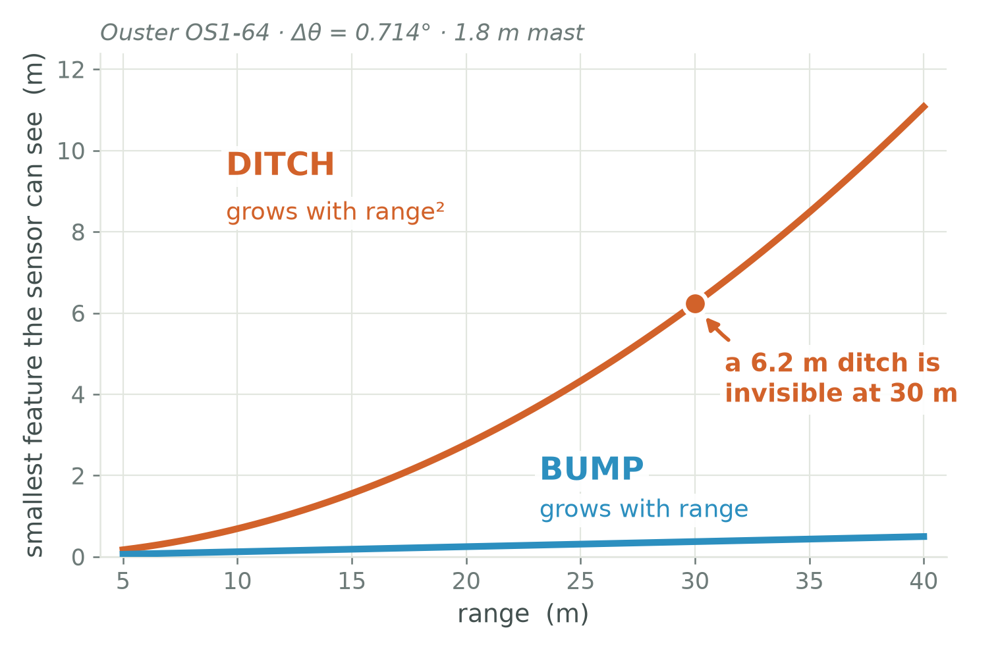 Ouster OS1-64 · Δθ = 0.714° · 1.8 m mast
smallest feature the sensor can see (m)
12
10
8
6
4
2
0
DITCH
grows with range²
a 6.2 m ditch is
invisible at 30 m
BUMP
grows with range
5 10 15 20 25 30 35 40
range (m)